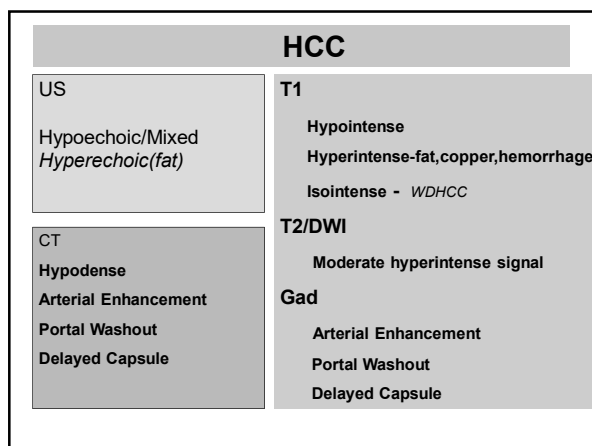 HCC
US
Hypoechoic/Mixed
Hyperechoic(fat)
CT
Hypodense
Arterial Enhancement
Portal Washout
Delayed Capsule
T1
Hypointense
Hyperintense-fat,copper,hemorrhage
Isointense - WDHCC
T2/DWI
Moderate hyperintense signal
Gad
Arterial Enhancement
Portal Washout
Delayed Capsule